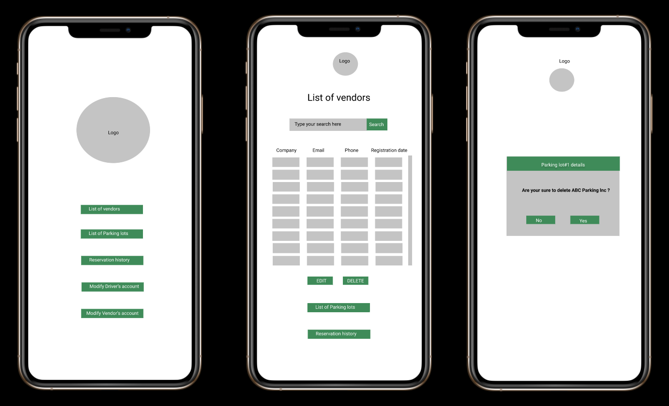 Logo
List of vendors
List of Parking lots
Reservation history
Modify Driver's account
Modify Vendor's account
Logo
List of vendors
Type your search here Search
Company Email Phone Registration date
EDIT DELETE
List of Parking lots
Reservation history
Logo
Parking lot#1 details
Are your sure to delete ABC Parking Inc ?
No Yes